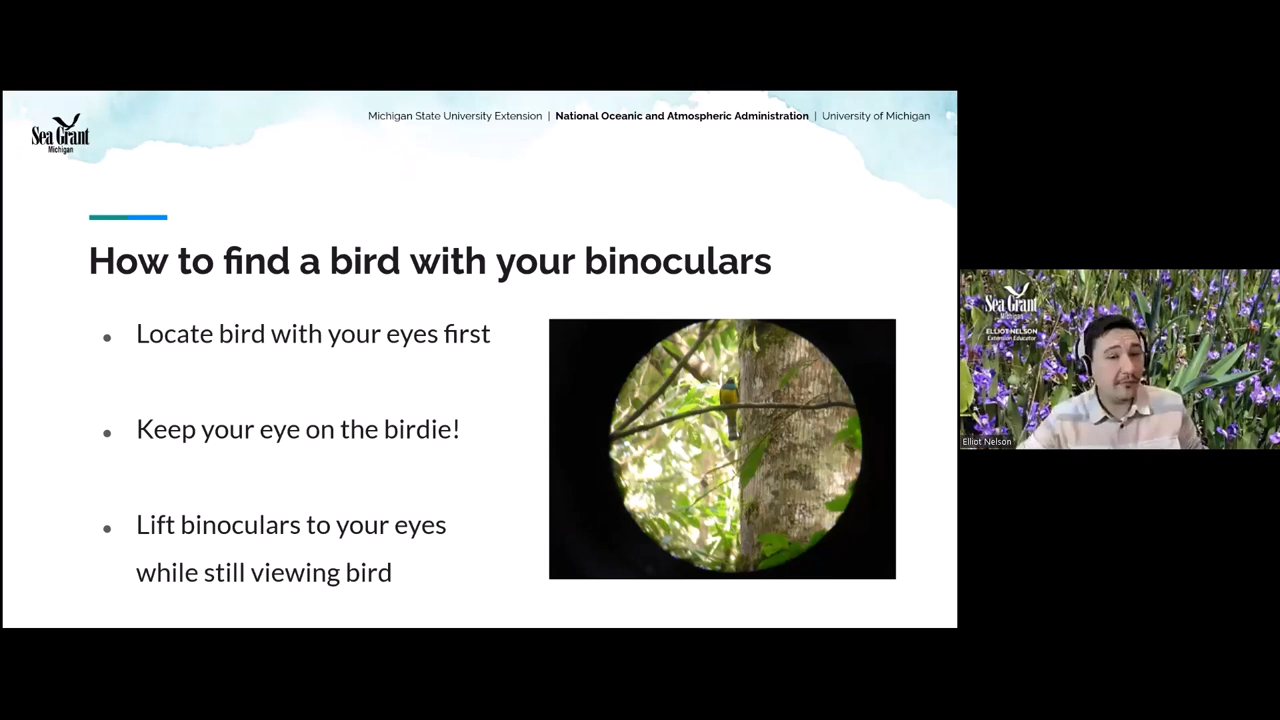 Sea Grant
Michigan
Michigan State University Extension | National Oceanic and Atmospheric Administration | University of Michigan
How to find a bird with your binoculars
• Locate bird with your eyes first
• Keep your eye on the birdie!
• Lift binoculars to your eyes
while still viewing bird
Sea Grant
Michigan
ELLIOT NELSON
Extension Educator
Elliot Nelson